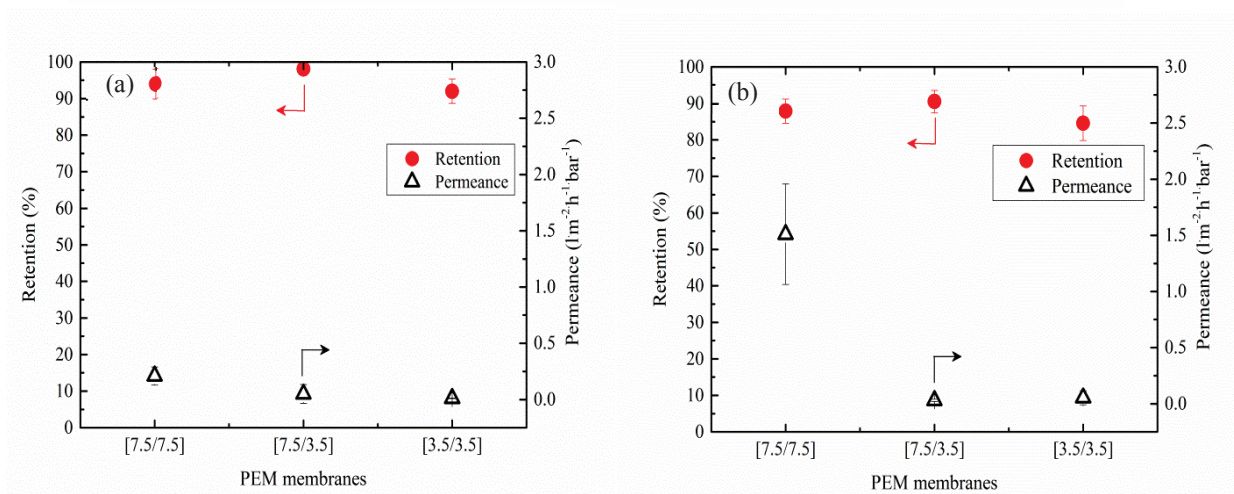 (a)
100
90
80
70
60
50
40
30
20
10
0
Retention (%)
3.0
2.5
2.0
1.5
1.0
0.5
0.0
Permeance (l·m⁻²·h⁻¹·bar⁻¹)
Retention
Permeance
[7.5/7.5] [7.5/3.5] [3.5/3.5]
PEM membranes
(b)
100
90
80
70
60
50
40
30
20
10
0
Retention (%)
3.0
2.5
2.0
1.5
1.0
0.5
0.0
Permeance (l·m⁻²·h⁻¹·bar⁻¹)
Retention
Permeance
[7.5/7.5] [7.5/3.5] [3.5/3.5]
PEM membranes